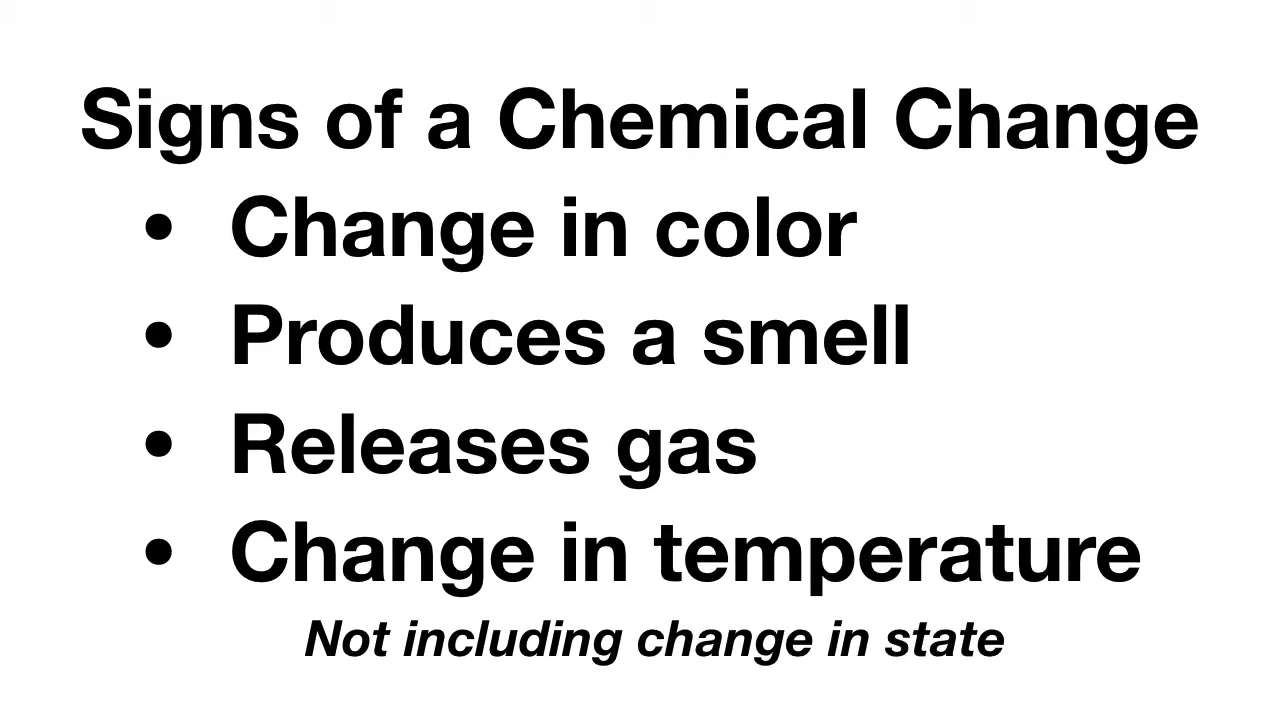 Signs of a Chemical Change
• Change in color
• Produces a smell
• Releases gas
• Change in temperature
Not including change in state